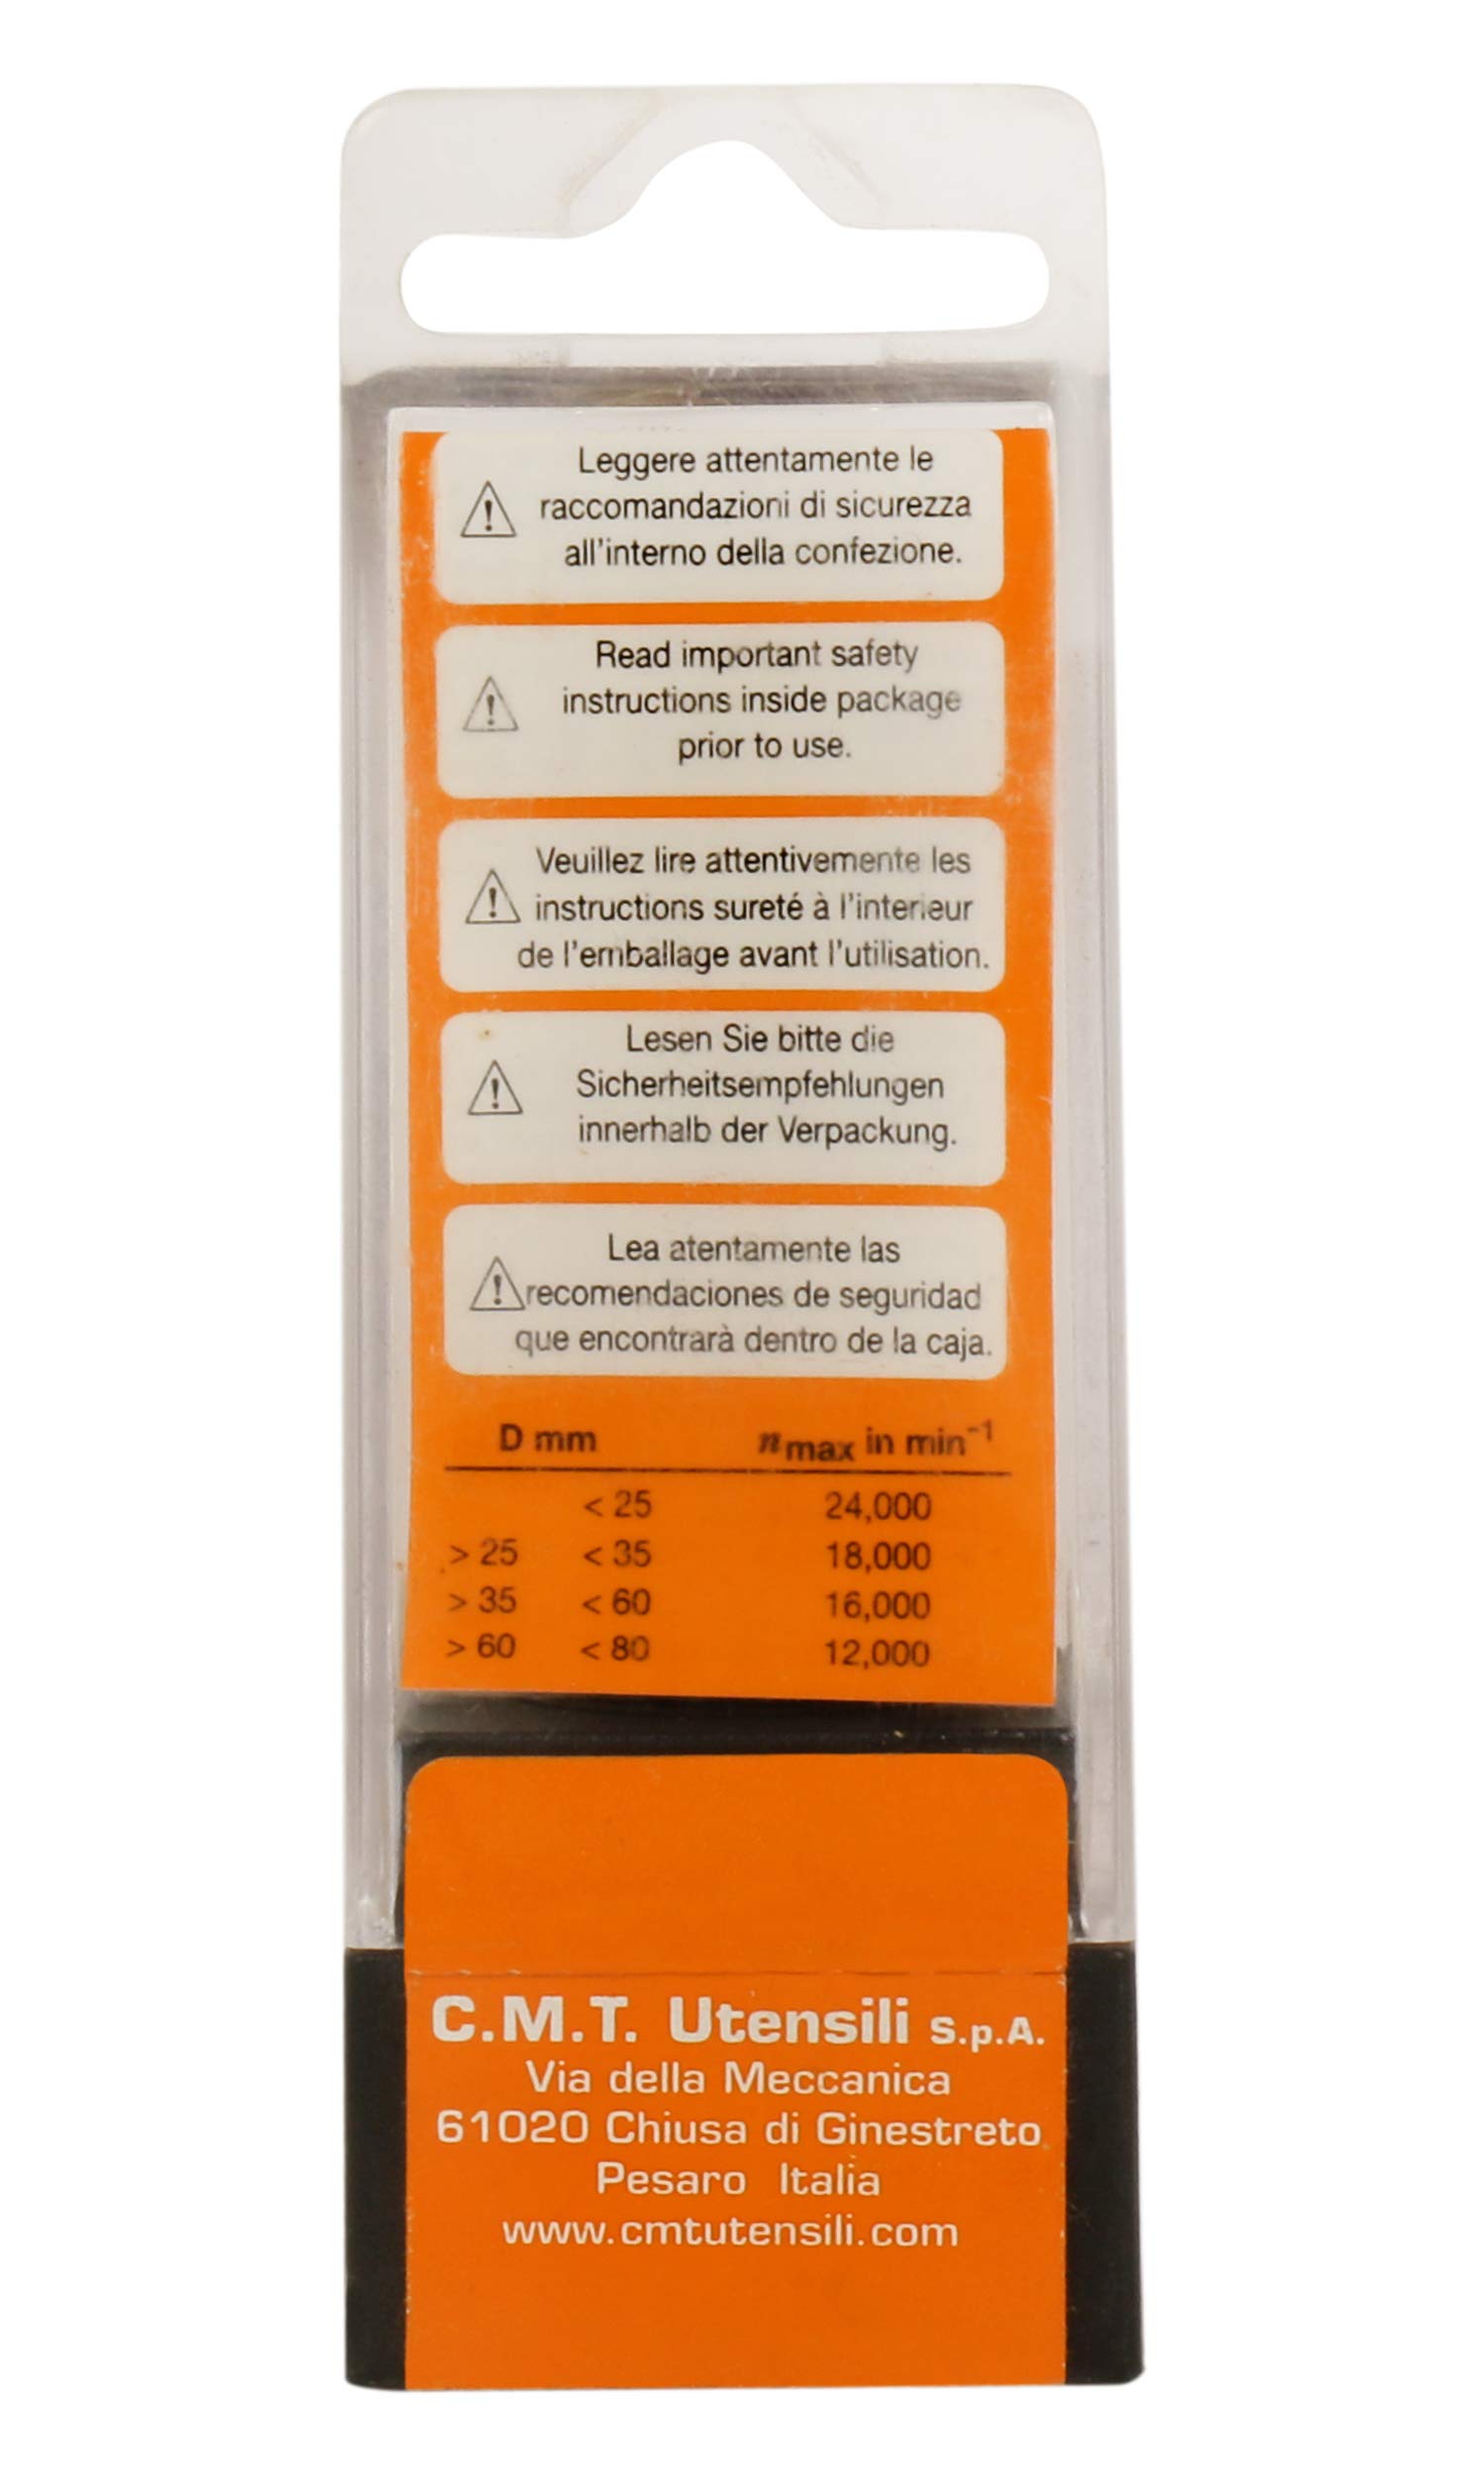 Leggere attentamente le
raccomandazioni di sicurezza
all'interno della confezione.
Read important safety
instructions inside package
prior to use.
Veuillez lire attentivemente les
instructions sureté à l'interieur
de l'emballage avant l'utilisation.
Lesen Sie bitte die
Sicherheitsempfehlungen
innerhalb der Verpackung.
Lea atentamente las
recomendaciones de seguridad
que encontrarà dentro de la caja.
D mm n max in min⁻¹
< 25 24,000
> 25 < 35 18,000
> 35 < 60 16,000
> 60 < 80 12,000
C.M.T. Utensili S.p.A.
Via della Meccanica
61020 Chiusa di Ginestreto
Pesaro Italia
www.cmtutensili.com